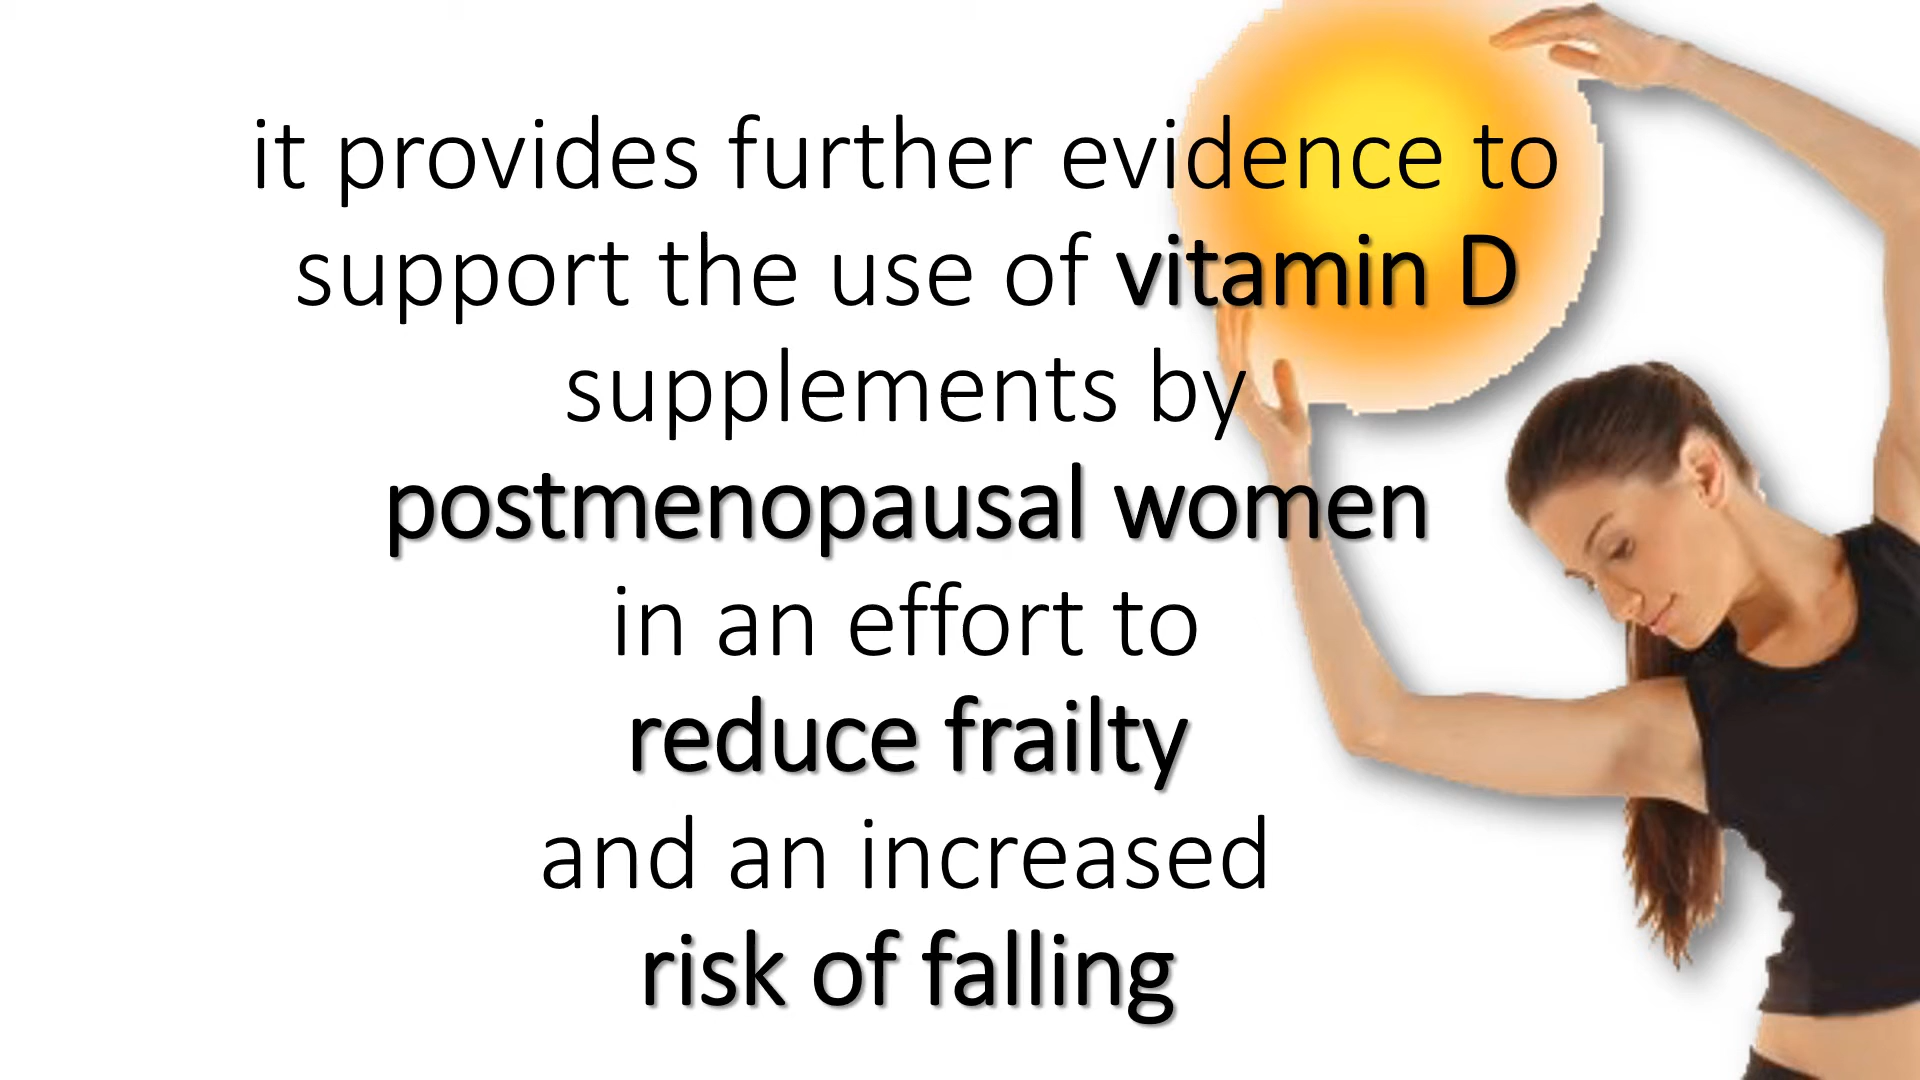 it provides further evidence to
support the use of vitamin D
supplements by
postmenopausal women
in an effort to
reduce frailty
and an increased
risk of falling